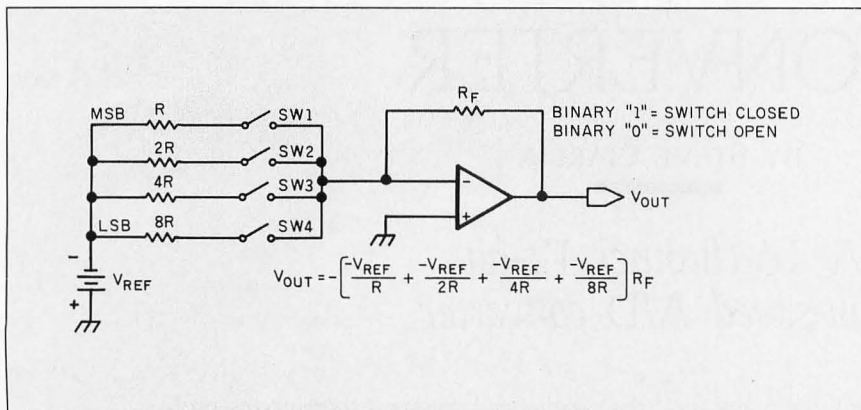 MSB R SW1
2R SW2
4R SW3
LSB 8R SW4
- V_REF +
R_F
BINARY "1" = SWITCH CLOSED
BINARY "0" = SWITCH OPEN
- +
V_OUT
V_OUT = -[-V_REF/R + -V_REF/2R + -V_REF/4R + -V_REF/8R] R_F